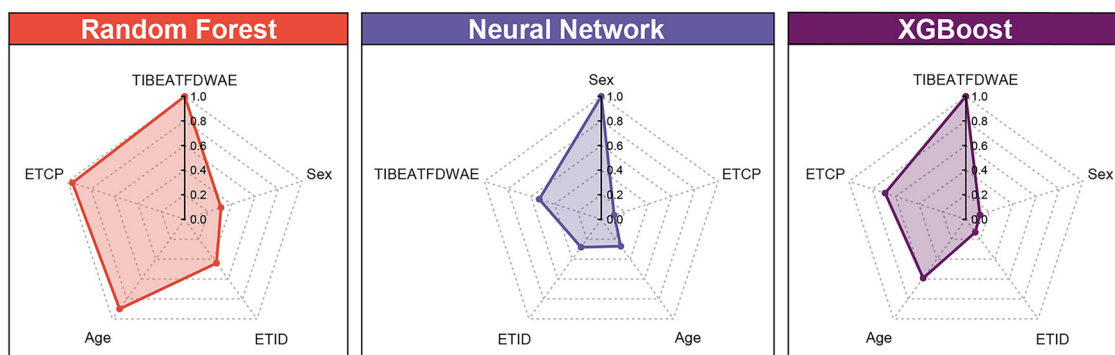 Random Forest
TIBEATFDWAE
1.0
0.8
0.6
0.4
0.2
0.0
ETCP
Sex
Age
ETID
Neural Network
Sex
1.0
0.8
0.6
0.4
0.2
0.0
TIBEATFDWAE
ETCP
ETID
Age
XGBoost
TIBEATFDWAE
1.0
0.8
0.6
0.4
0.2
0.0
ETCP
Sex
Age
ETID